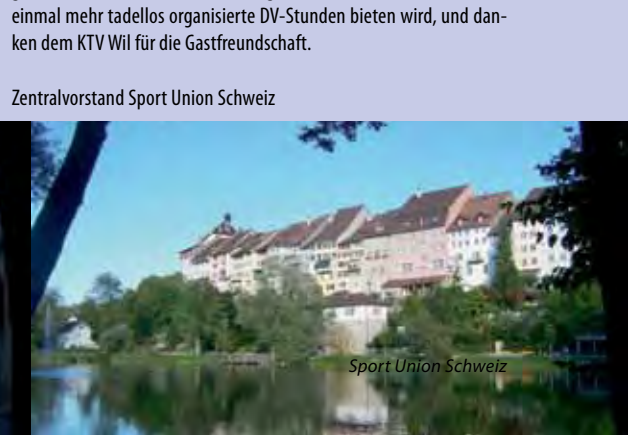 einmal mehr tadellos organisierte DV-Stunden bieten wird, und dan-
ken dem KTV Wil für die Gastfreundschaft.
Zentralvorstand Sport Union Schweiz
Sport Union Schweiz